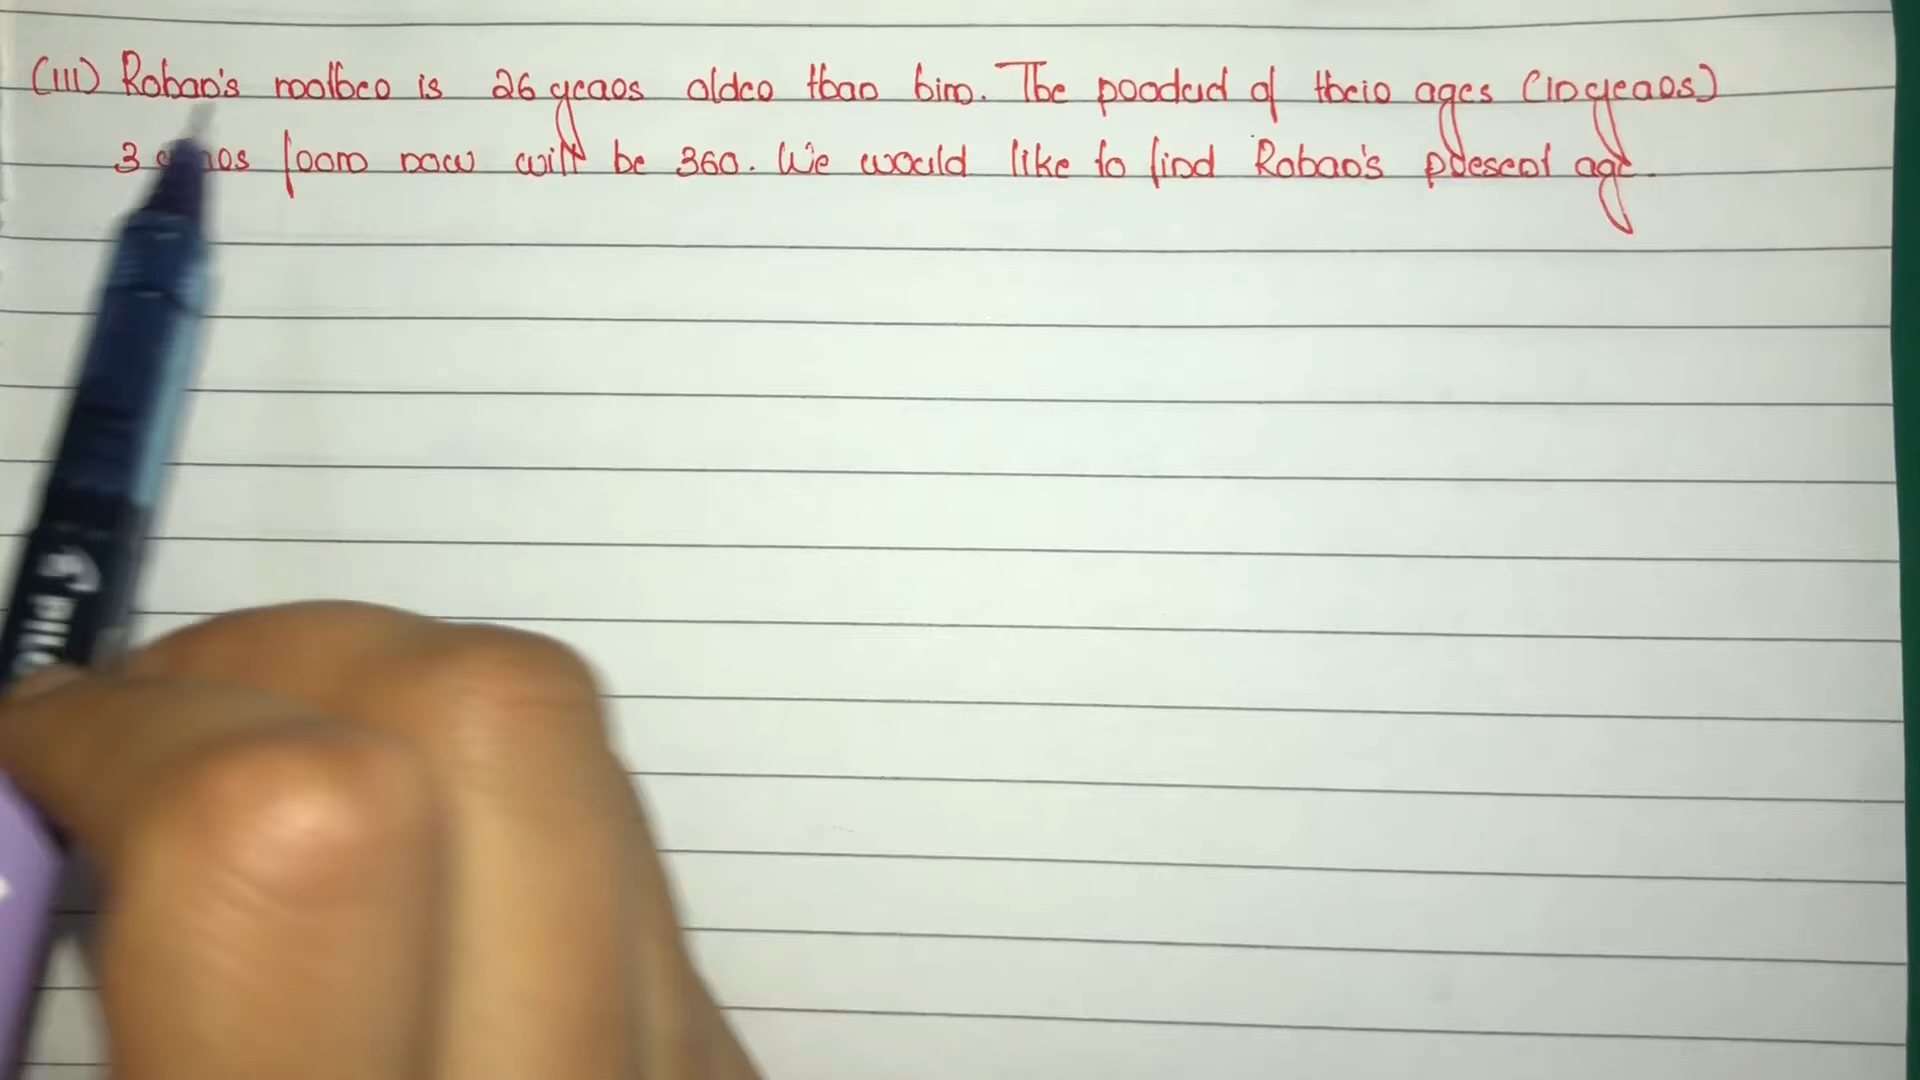 (III) Rohan's mother is 26 years older than him. The product of their ages (in years)
3 years from now will be 360. We would like to find Rohan's present age.